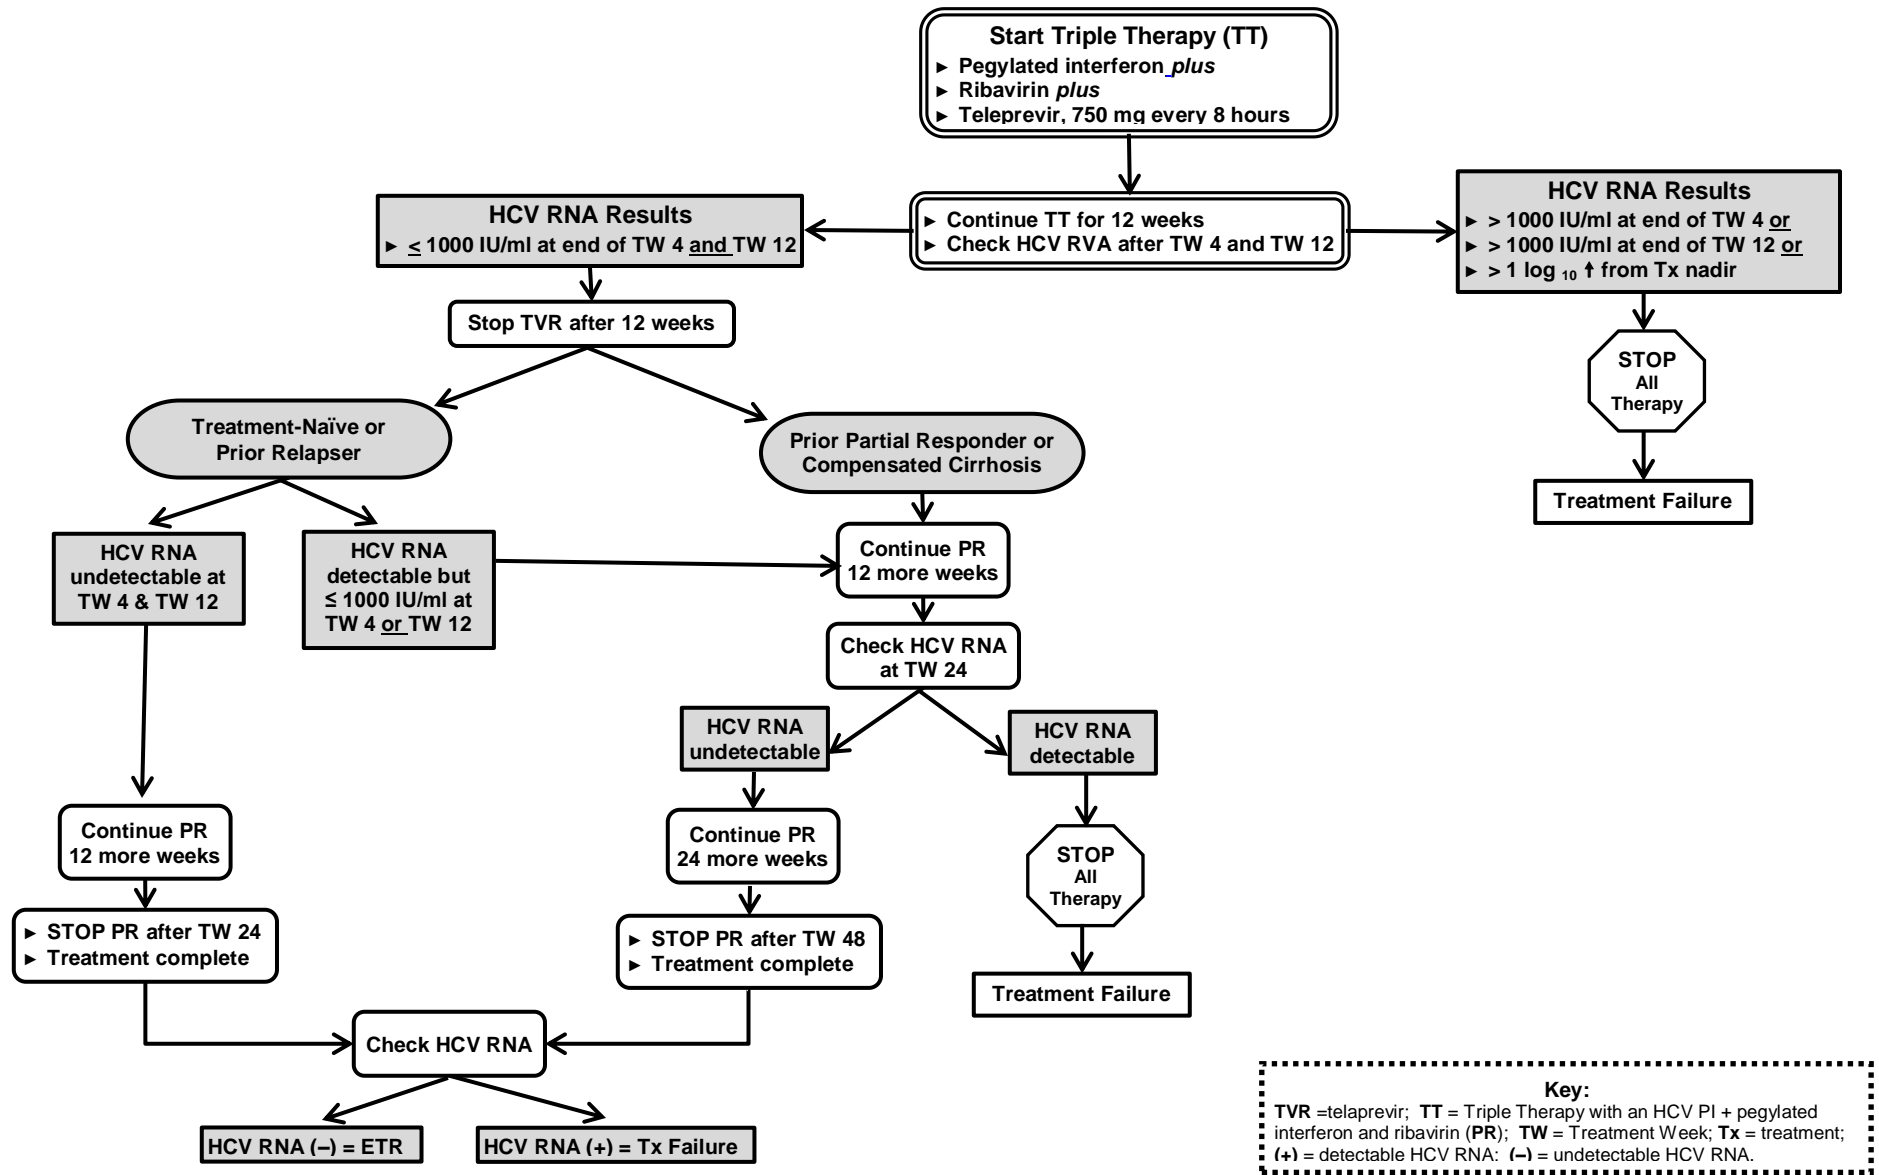 Start Triple Therapy (TT)
► Pegylated interferon plus
► Ribavirin plus
► Teleprevir, 750 mg every 8 hours
HCV RNA Results
► ≤ 1000 IU/ml at end of TW 4 and TW 12
► Continue TT for 12 weeks
► Check HCV RVA after TW 4 and TW 12
HCV RNA Results
► > 1000 IU/ml at end of TW 4 or
► > 1000 IU/ml at end of TW 12 or
► > 1 log 10 ↑ from Tx nadir
Stop TVR after 12 weeks
STOP
All
Therapy
Treatment Failure
Treatment-Naïve or
Prior Relapser
Prior Partial Responder or
Compensated Cirrhosis
HCV RNA
undetectable at
TW 4 & TW 12
HCV RNA
detectable but
≤ 1000 IU/ml at
TW 4 or TW 12
Continue PR
12 more weeks
Check HCV RNA
at TW 24
HCV RNA
undetectable
HCV RNA
detectable
Continue PR
12 more weeks
Continue PR
24 more weeks
STOP
All
Therapy
► STOP PR after TW 24
► Treatment complete
► STOP PR after TW 48
► Treatment complete
Treatment Failure
Check HCV RNA
HCV RNA (–) = ETR
HCV RNA (+) = Tx Failure
Key:
TVR =telaprevir; TT = Triple Therapy with an HCV PI + pegylated
interferon and ribavirin (PR); TW = Treatment Week; Tx = treatment;
(+) = detectable HCV RNA: (–) = undetectable HCV RNA.